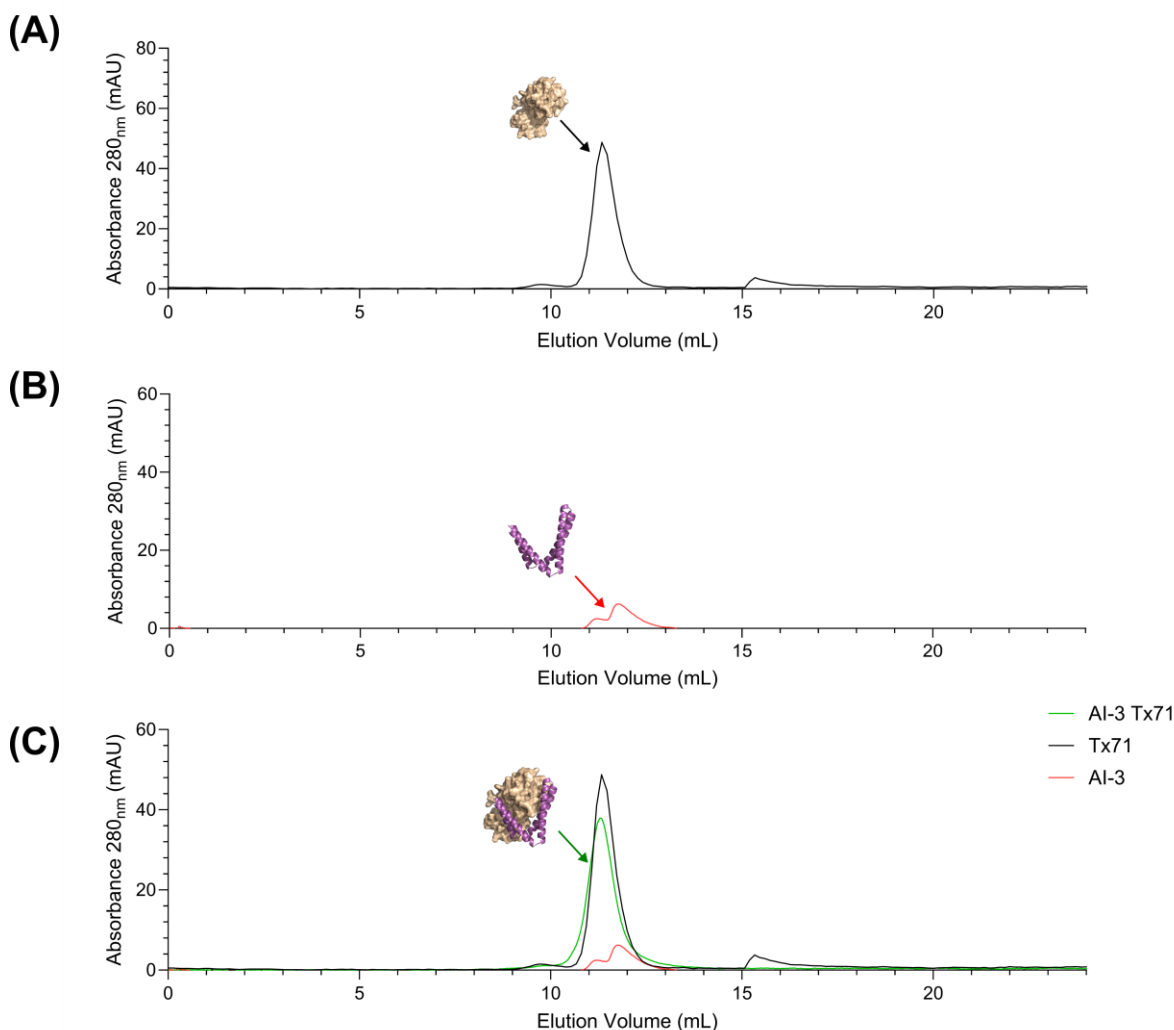 (A)
Absorbance 280nm (mAU)
80
60
40
20
0
0 5 10 15 20
Elution Volume (mL)
(B)
Absorbance 280nm (mAU)
60
40
20
0
0 5 10 15 20
Elution Volume (mL)
(C)
Absorbance 280nm (mAU)
60
40
20
0
0 5 10 15 20
Elution Volume (mL)
AI-3 Tx71
Tx71
AI-3